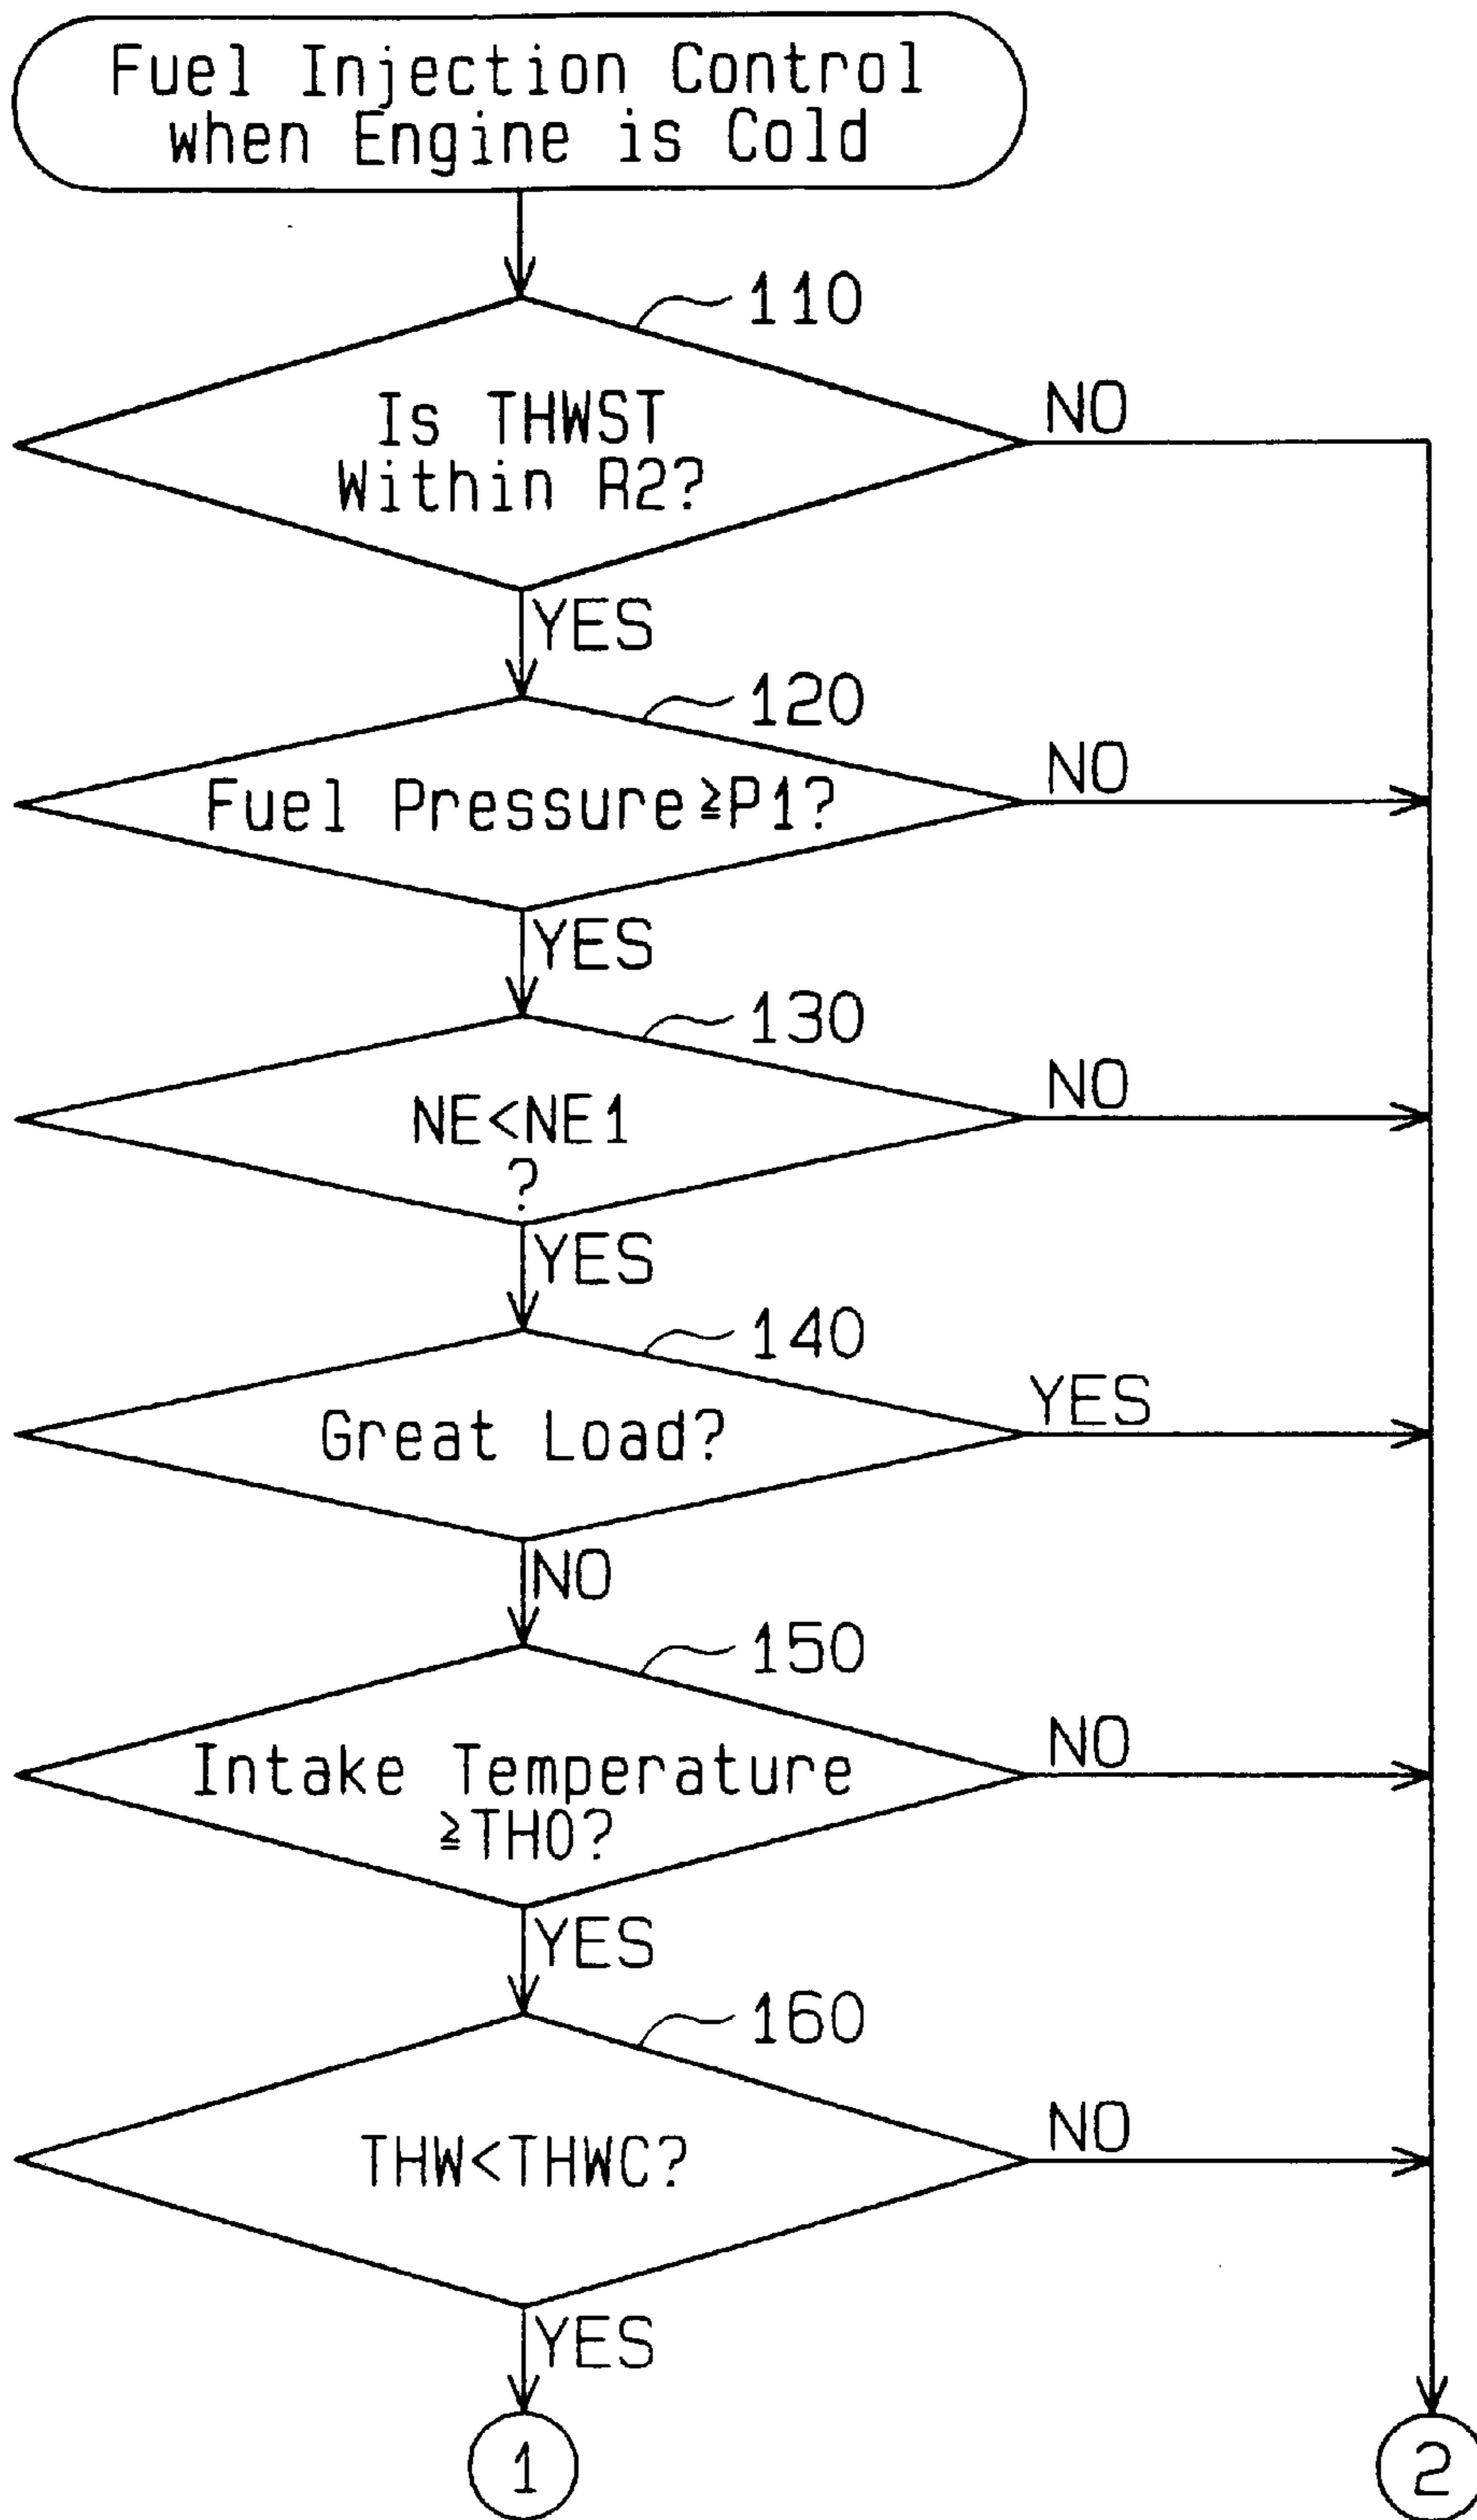 Fuel Injection Control
when Engine is Cold
110
Is THWST
Within R2?
NO
YES
120
Fuel Pressure≧P1?
NO
YES
130
NE<NE1
?
NO
YES
140
Great Load?
YES
NO
150
Intake Temperature
≧TH0?
NO
YES
160
THW<THWC?
NO
YES
1
2